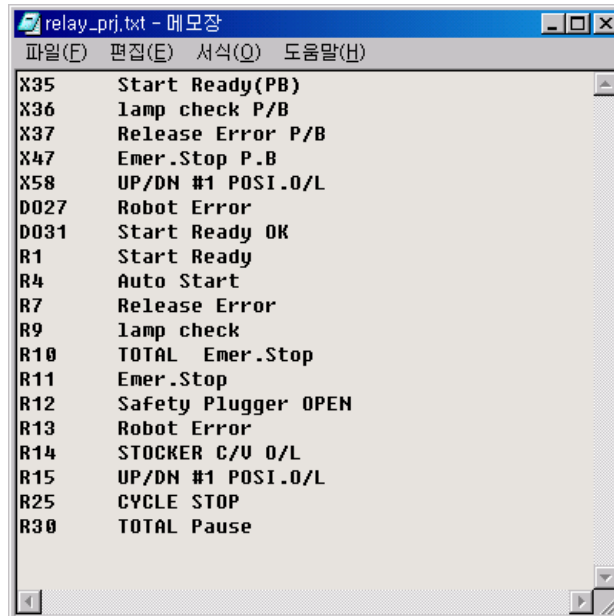 relay_prj.txt - 메모장
파일(F) 편집(E) 서식(O) 도움말(H)
X35 Start Ready(PB)
X36 lamp check P/B
X37 Release Error P/B
X47 Emer.Stop P.B
X58 UP/DN #1 POSI.O/L
DO27 Robot Error
DO31 Start Ready OK
R1 Start Ready
R4 Auto Start
R7 Release Error
R9 lamp check
R10 TOTAL Emer.Stop
R11 Emer.Stop
R12 Safety Plugger OPEN
R13 Robot Error
R14 STOCKER C/V O/L
R15 UP/DN #1 POSI.O/L
R25 CYCLE STOP
R30 TOTAL Pause